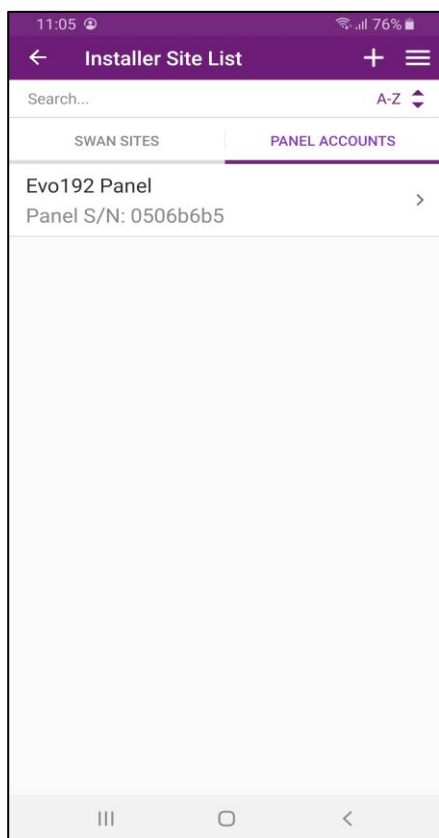 11:05 76%
Installer Site List
Search... A-Z
SWAN SITES PANEL ACCOUNTS
Evo192 Panel
Panel S/N: 0506b6b5